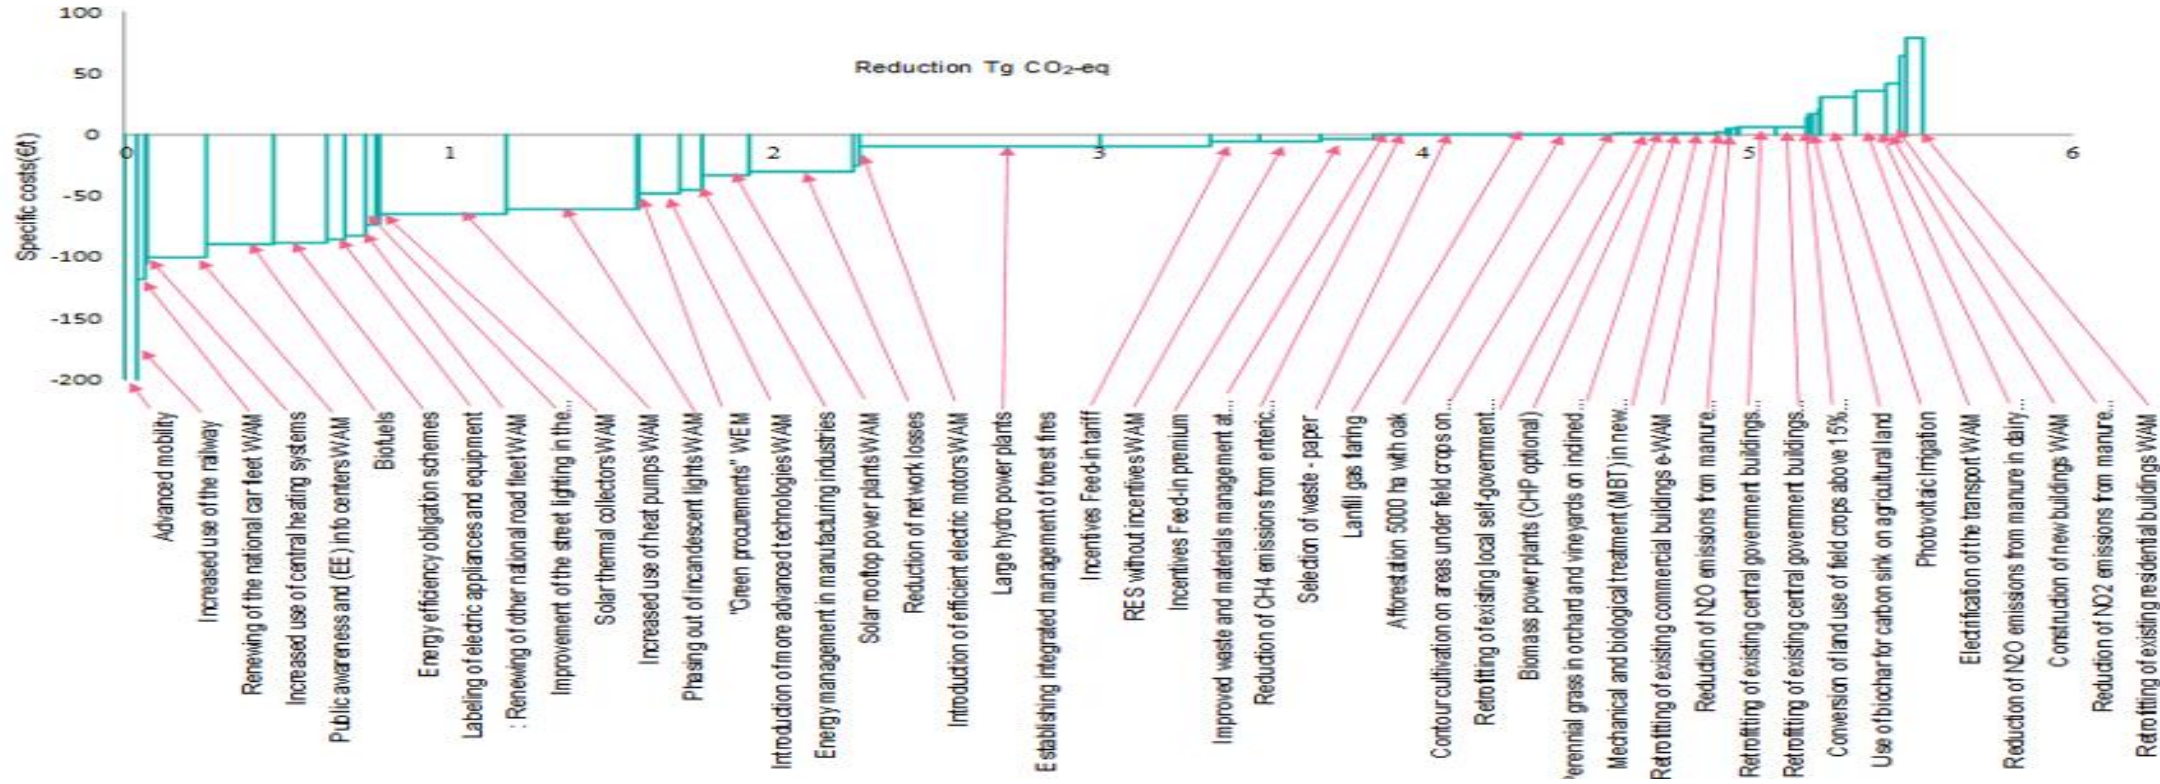 100
50
0
-50
-100
-150
-200
Specific costs(€/t)
Reduction Tg CO₂-eq
0
1
2
3
4
5
6
Advanced mobility
Increased use of the railway
Renewing of the national car feet WAM
Increased use of central heating systems
Public awareness and (EE) info centers WAM
Biofuels
Energy efficiency obligation schemes
Labeling of electric appliances and equipment
: Renewing of other national road fleet WAM
Improvement of the street lighting in the...
Solar thermal collectors WAM
Increased use of heat pumps WAM
Phasing out of incandescent lights WAM
"Green procurements" WEM
Introduction of more advanced technologies WAM
Energy management in manufacturing industries
Solar rooftop power plants WAM
Reduction of network losses
Introduction of efficient electric motors WAM
Large hydro power plants
Establishing integrated management of forest fires
Incentives Feed-in tariff
RES without incentives WAM
Incentives Feed-in premium
Improved waste and materials management at...
Reduction of CH4 emissions from enteric...
Selection of waste - paper
Lanfill gas flaring
Afforestation 5000 ha with oak
Contour cultivation on areas under field crops on...
Retrofitting of existing local self-government...
Biomass power plants (CHP optional)
Perennial grass in orchard and vineyards on inclined...
Mechanical and biological treatment (MBT) in new...
Retrofitting of existing commercial buildings e-WAM
Reduction of N2O emissions from manure...
Retrofitting of existing central government buildings...
Retrofitting of existing central government buildings...
Conversion of land use of field crops above 15%...
Use of biochar for carbon sink on agricultural land
Photovoltaic Irrigation
Electrification of the transport WAM
Reduction of N2O emissions from manure in dairy...
Construction of new buildings WAM
Reduction of NO2 emissions from manure...
Retrofitting of existing residential buildings WAM